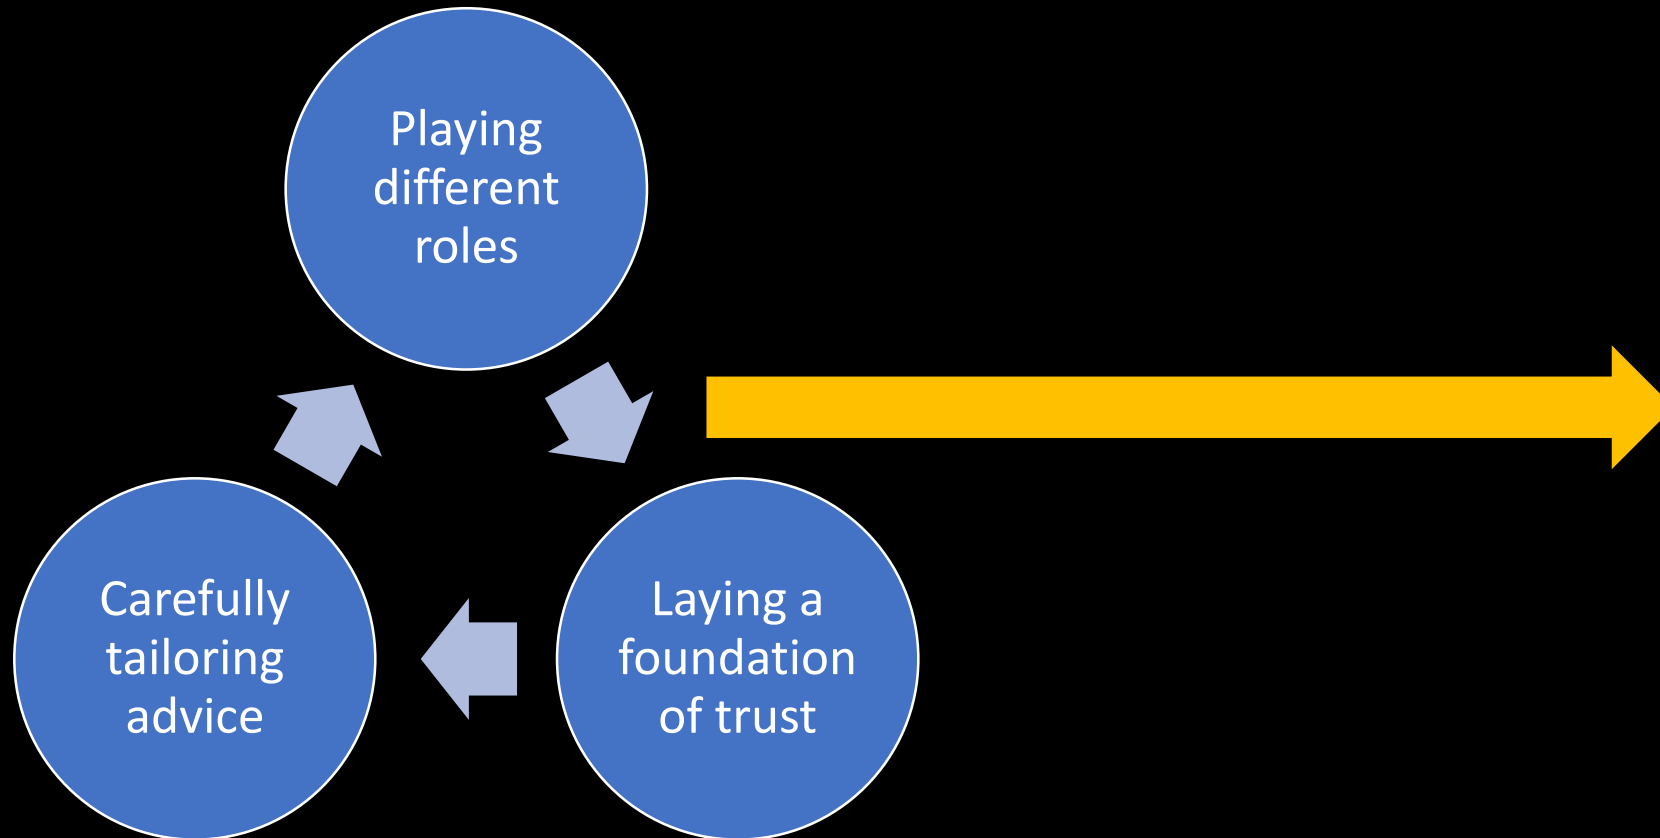 Playing
different
roles
Laying a
foundation
of trust
Carefully
tailoring
advice